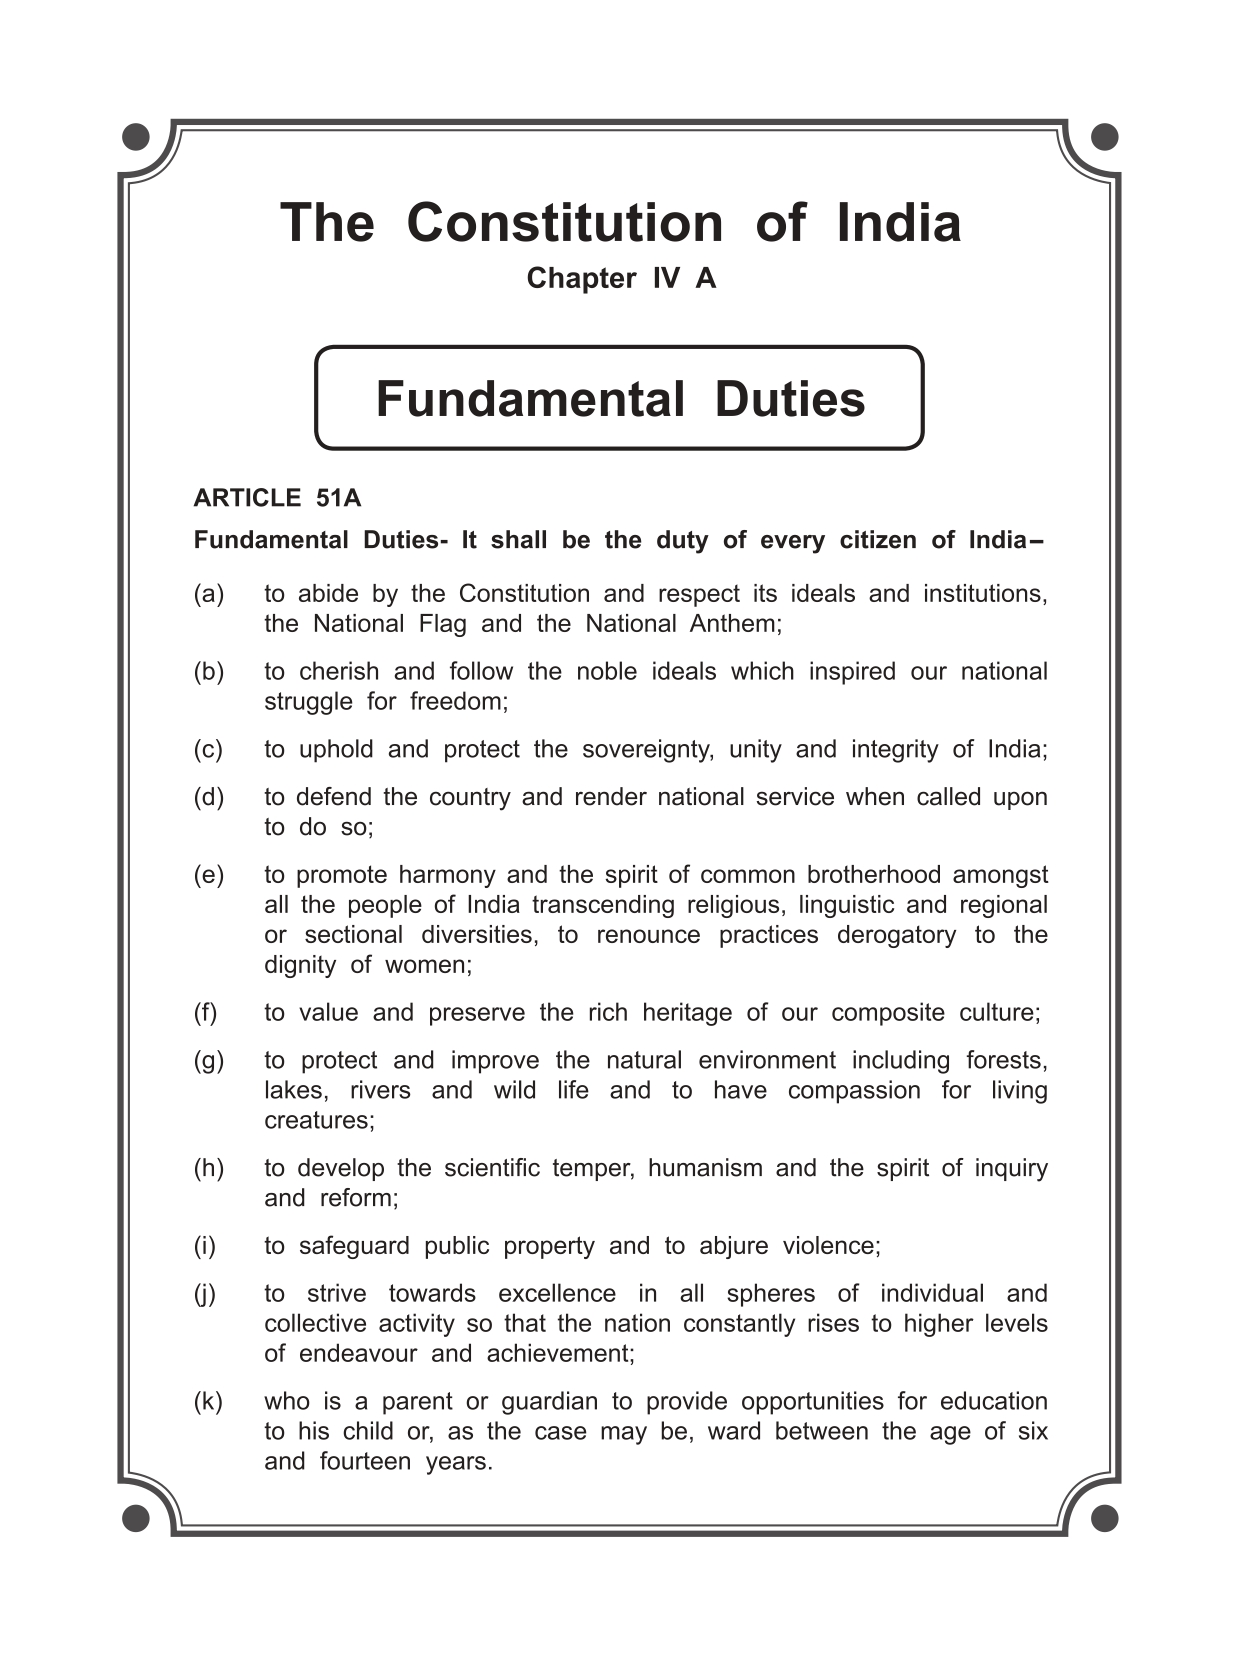 The Constitution of India
Chapter IV A
Fundamental Duties
ARTICLE 51A
Fundamental Duties- It shall be the duty of every citizen of India–
(a) to abide by the Constitution and respect its ideals and institutions,
the National Flag and the National Anthem;
(b) to cherish and follow the noble ideals which inspired our national
struggle for freedom;
(c) to uphold and protect the sovereignty, unity and integrity of India;
(d) to defend the country and render national service when called upon
to do so;
(e) to promote harmony and the spirit of common brotherhood amongst
all the people of India transcending religious, linguistic and regional
or sectional diversities, to renounce practices derogatory to the
dignity of women;
(f) to value and preserve the rich heritage of our composite culture;
(g) to protect and improve the natural environment including forests,
lakes, rivers and wild life and to have compassion for living
creatures;
(h) to develop the scientific temper, humanism and the spirit of inquiry
and reform;
(i) to safeguard public property and to abjure violence;
(j) to strive towards excellence in all spheres of individual and
collective activity so that the nation constantly rises to higher levels
of endeavour and achievement;
(k) who is a parent or guardian to provide opportunities for education
to his child or, as the case may be, ward between the age of six
and fourteen years.